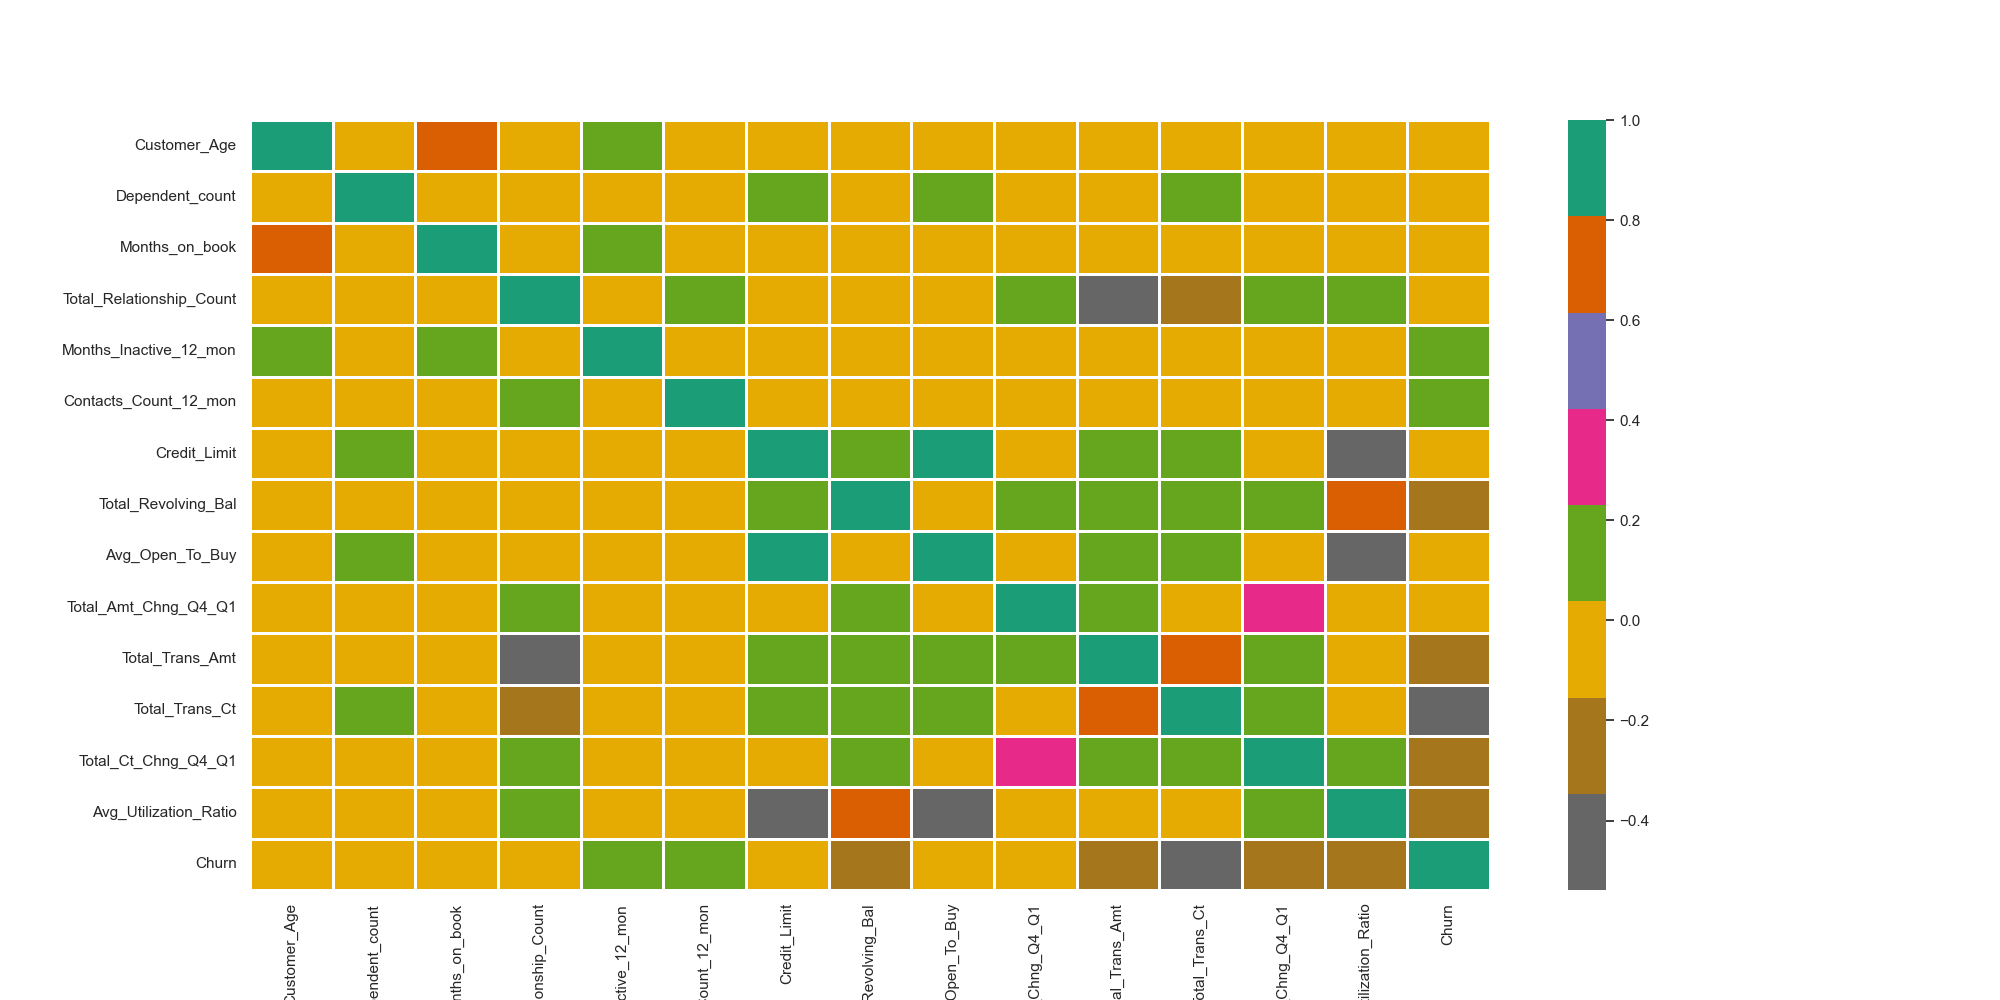 Customer_Age
Dependent_count
Months_on_book
Total_Relationship_Count
Months_Inactive_12_mon
Contacts_Count_12_mon
Credit_Limit
Total_Revolving_Bal
Avg_Open_To_Buy
Total_Amt_Chng_Q4_Q1
Total_Trans_Amt
Total_Trans_Ct
Total_Ct_Chng_Q4_Q1
Avg_Utilization_Ratio
Churn
Customer_Age
endent_count
nths_on_book
onship_Count
ctive_12_mon
ount_12_mon
Credit_Limit
Revolving_Bal
Open_To_Buy
Chng_Q4_Q1
al_Trans_Amt
otal_Trans_Ct
Chng_Q4_Q1
ilization_Ratio
Churn
1.0
0.8
0.6
0.4
0.2
0.0
−0.2
−0.4